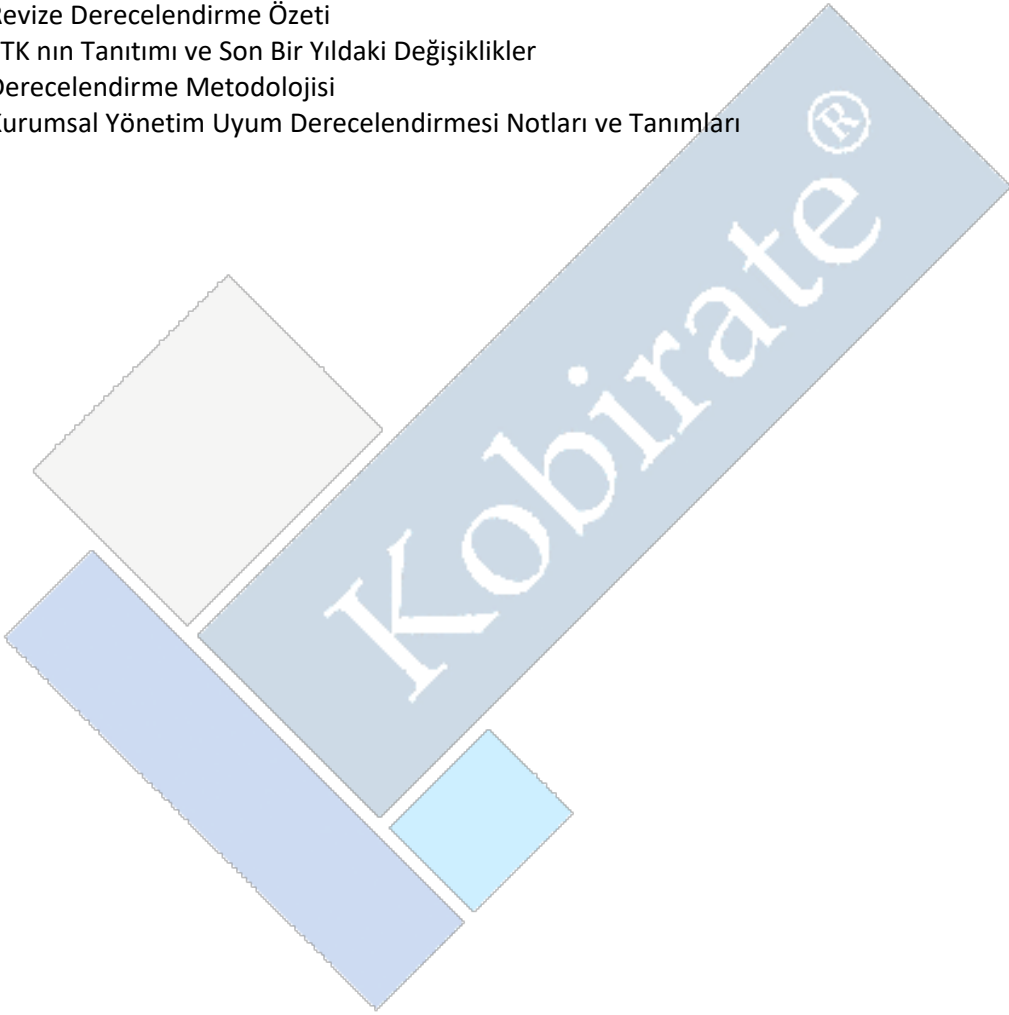 evize Derecelendirme Özeti
TK nın Tanıtımı ve Son Bir Yıldaki Değişiklikler
Derecelendirme Metodolojisi
Kurumsal Yönetim Uyum Derecelendirmesi Notları ve Tanımları
Kobirate®